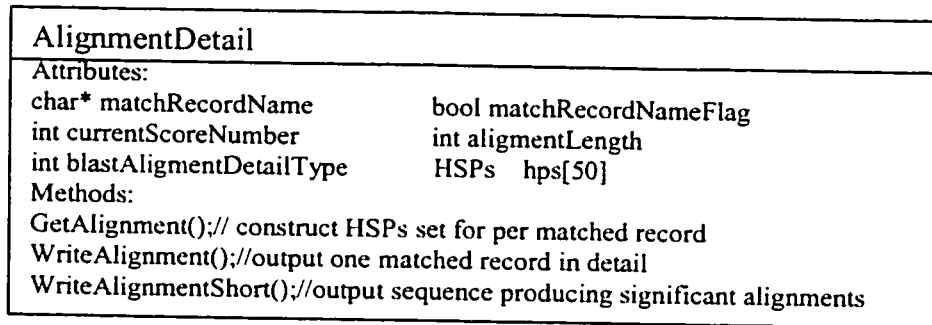 AlignmentDetail
Attributes:
char* matchRecordName bool matchRecordNameFlag
int currentScoreNumber int aligmentLength
int blastAligmentDetailType HSPs hps[50]
Methods:
GetAlignment();// construct HSPs set for per matched record
WriteAlignment();//output one matched record in detail
WriteAlignmentShort();//output sequence producing significant alignments